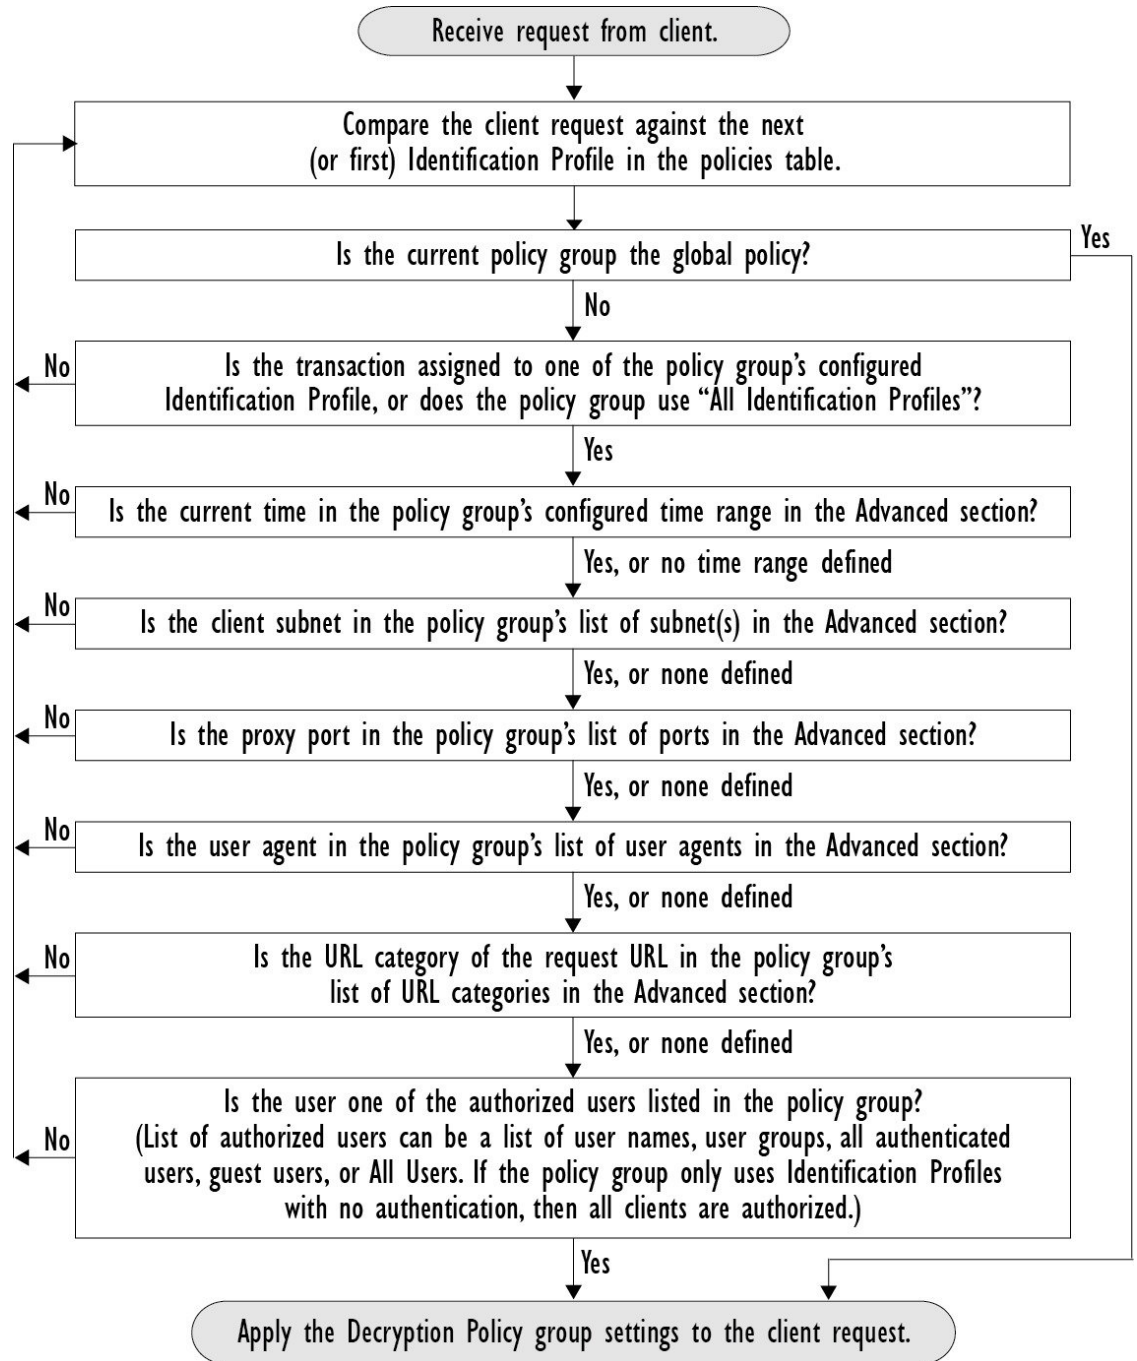 Receive request from client.
Compare the client request against the next
(or first) Identification Profile in the policies table.
Is the current policy group the global policy?
Yes
No
Is the transaction assigned to one of the policy group's configured
Identification Profile, or does the policy group use “All Identification Profiles”?
No
Yes
Is the current time in the policy group's configured time range in the Advanced section?
No
Yes, or no time range defined
Is the client subnet in the policy group's list of subnet(s) in the Advanced section?
No
Yes, or none defined
Is the proxy port in the policy group's list of ports in the Advanced section?
No
Yes, or none defined
Is the user agent in the policy group's list of user agents in the Advanced section?
No
Yes, or none defined
Is the URL category of the request URL in the policy group's
list of URL categories in the Advanced section?
No
Yes, or none defined
Is the user one of the authorized users listed in the policy group?
(List of authorized users can be a list of user names, user groups, all authenticated
users, guest users, or All Users. If the policy group only uses Identification Profiles
with no authentication, then all clients are authorized.)
No
Yes
Apply the Decryption Policy group settings to the client request.